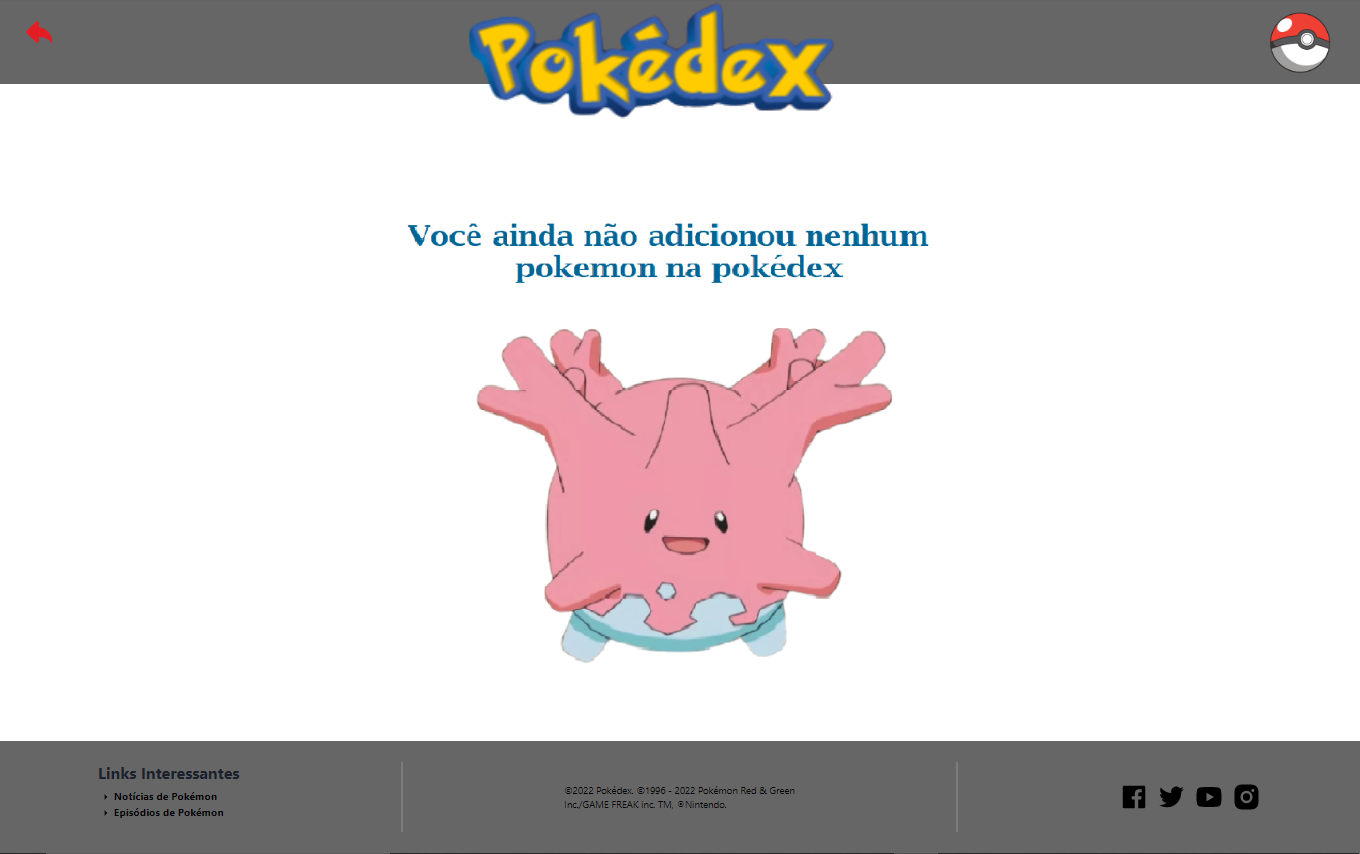 Pokédex
Você ainda não adicionou nenhum
pokemon na pokédex
Links Interessantes
Notícias de Pokémon
Episódios de Pokémon
©2022 Pokédex. ©1996 - 2022 Pokémon Red & Green
Inc./GAME FREAK inc. TM, ®Nintendo.